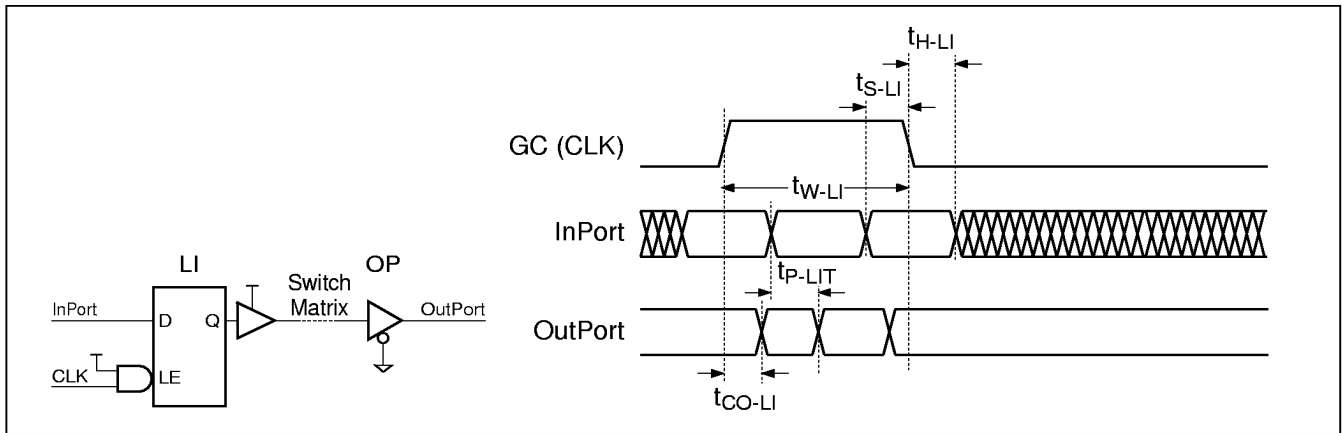 LI
OP
InPort
D
Q
Switch
Matrix
OutPort
CLK
LE
tH-LI
tS-LI
GC (CLK)
tW-LI
InPort
tP-LIT
OutPort
tCO-LI